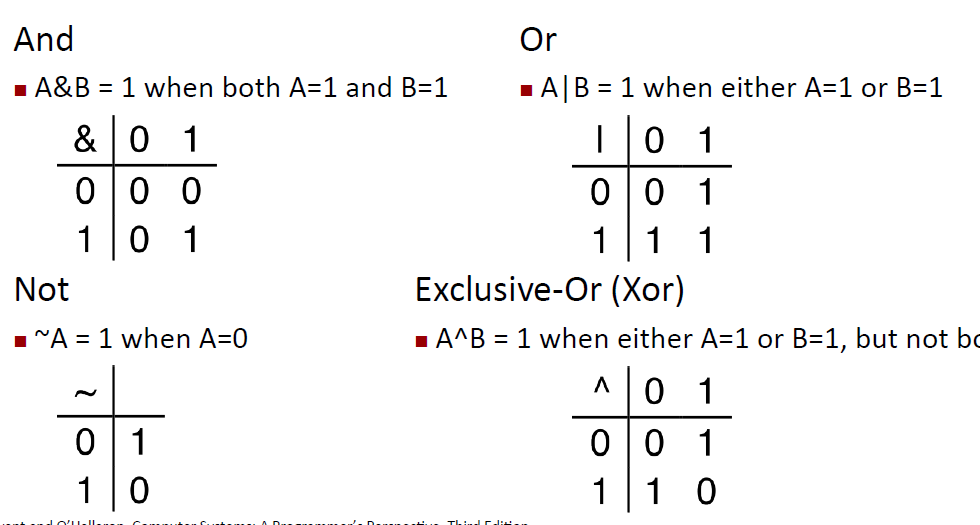 And
■ A&B = 1 when both A=1 and B=1
& 0 1
0 0 0
1 0 1
Or
■ A|B = 1 when either A=1 or B=1
| 0 1
0 0 1
1 1 1
Not
■ ~A = 1 when A=0
~
0 1
1 0
Exclusive-Or (Xor)
■ A^B = 1 when either A=1 or B=1, but not
^ 0 1
0 0 1
1 1 0
and O'Hallaron, Computer Systems: A Programmer's Perspective, Third Edition